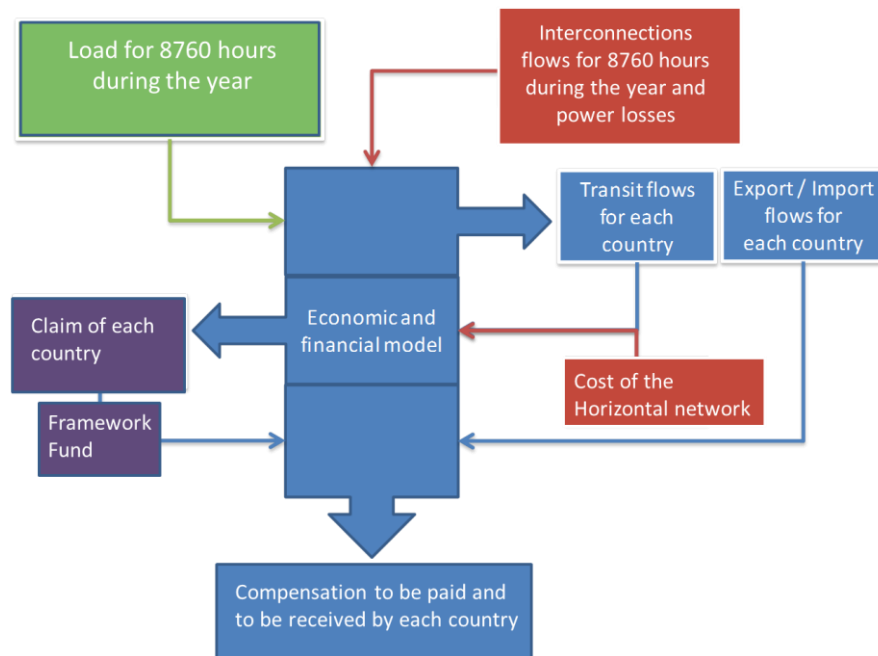 Load for 8760 hours
during the year
Interconnections
flows for 8760 hours
during the year and
power losses
Transit flows
for each
country
Export / Import
flows for
each country
Claim of each
country
Economic and
financial model
Cost of the
Horizontal network
Framework
Fund
Compensation to be paid and
to be received by each country